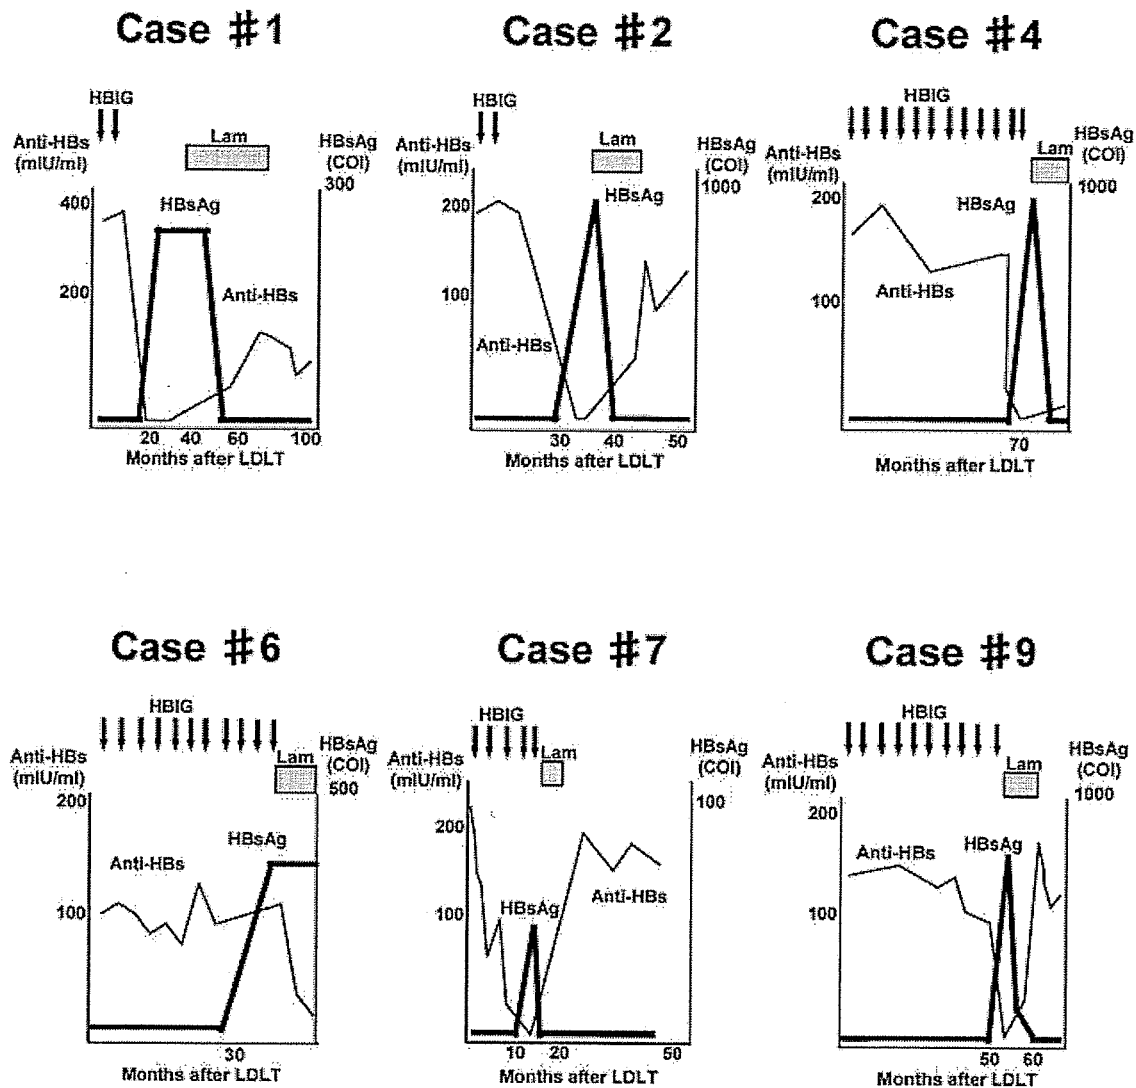 Case #1
HBIG
Lam
Anti-HBs
(mIU/ml)
HBsAg
(COI)
300
400
200
HBsAg
Anti-HBs
20 40 60 100
Months after LDLT
Case #2
HBIG
Lam
Anti-HBs
(mIU/ml)
HBsAg
(COI)
1000
200
100
HBsAg
Anti-HBs
30 40 50
Months after LDLT
Case #4
HBIG
Lam
Anti-HBs
(mIU/ml)
HBsAg
(COI)
1000
200
100
HBsAg
Anti-HBs
70
Months after LDLT
Case #6
HBIG
Lam
Anti-HBs
(mIU/ml)
HBsAg
(COI)
500
200
100
HBsAg
Anti-HBs
30
Months after LDLT
Case #7
HBIG
Lam
Anti-HBs
(mIU/ml)
HBsAg
(COI)
100
200
100
HBsAg
Anti-HBs
10 20 50
Months after LDLT
Case #9
HBIG
Lam
Anti-HBs
(mIU/ml)
HBsAg
(COI)
1000
200
100
Anti-HBs
HBsAg
50 60
Months after LDLT